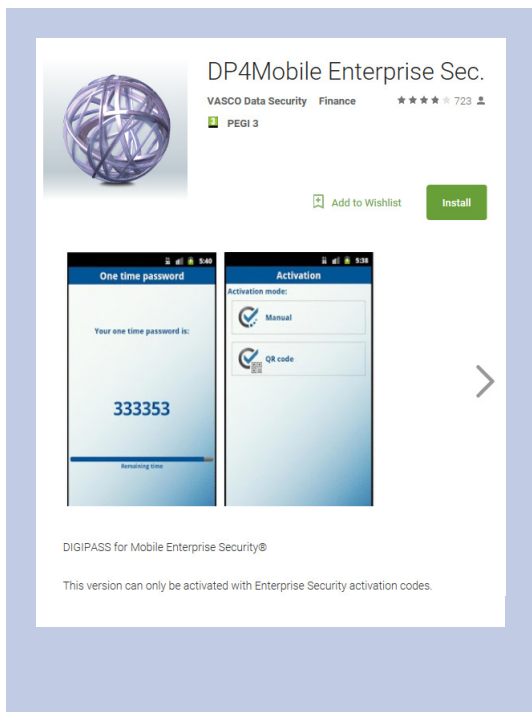 DP4Mobile Enterprise Sec.
VASCO Data Security Finance 723
3 PEGI 3
Add to Wishlist Install
5:40
One time password
Your one time password is:
333353
Remaining time
5:38
Activation
Activation mode:
Manual
QR code
DIGIPASS for Mobile Enterprise Security®
This version can only be activated with Enterprise Security activation codes.